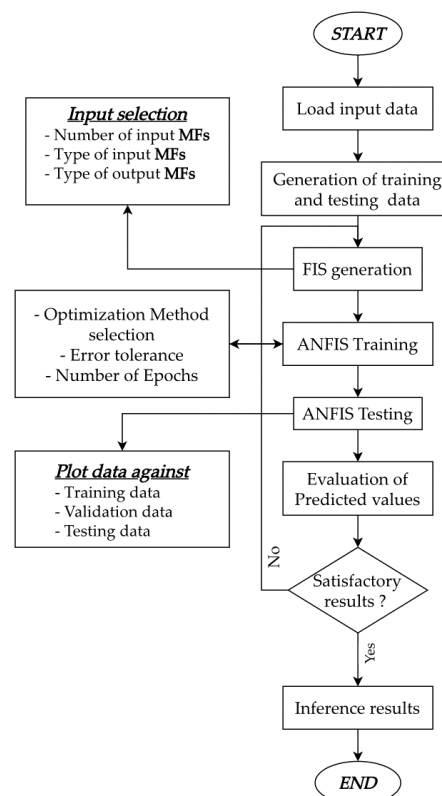 START
Load input data
Input selection
- Number of input MFs
- Type of input MFs
- Type of output MFs
Generation of training
and testing data
FIS generation
- Optimization Method
selection
- Error tolerance
- Number of Epochs
ANFIS Training
ANFIS Testing
Plot data against
- Training data
- Validation data
- Testing data
Evaluation of
Predicted values
No
Satisfactory
results ?
Yes
Inference results
END